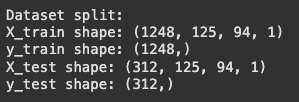 Dataset split:
X_train shape: (1248, 125, 94, 1)
y_train shape: (1248,)
X_test shape: (312, 125, 94, 1)
y_test shape: (312,)